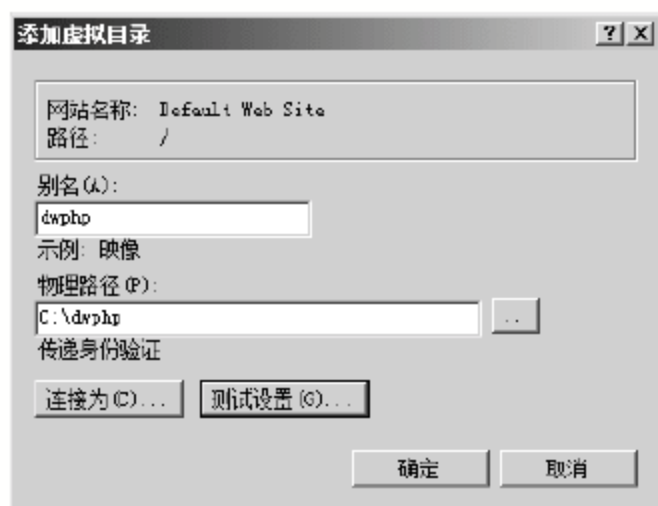 添加虚拟目录
网站名称: Default Web Site
路径: /
别名(A):
dwphp
示例: 映像
物理路径(P):
C:\dwphp
..
传递身份验证
连接为(C)...
测试设置(G)...
确定
取消